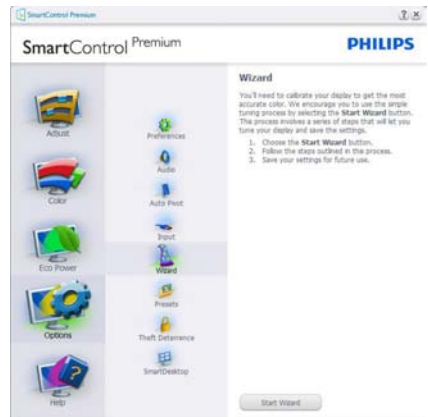 SmartControl Premium
? ×
SmartControl Premium
PHILIPS
Adjust
Color
Eco Power
Options
Help
Preferences
Audio
Auto Pivot
Input
Wizard
Presets
Theft Deterrence
SmartDesktop
Wizard
You'll need to calibrate your display to get the most
accurate color. We encourage you to use the simple
tuning process by selecting the Start Wizard button.
The process involves a series of steps that will let you
tune your display and save the settings.
1. Choose the Start Wizard button.
2. Follow the steps outlined in the process.
3. Save your settings for future use.
Start Wizard